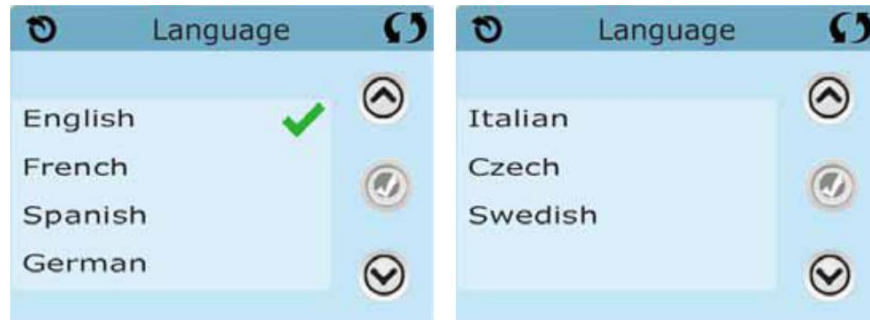 Language
English
French
Spanish
German
Language
Italian
Czech
Swedish